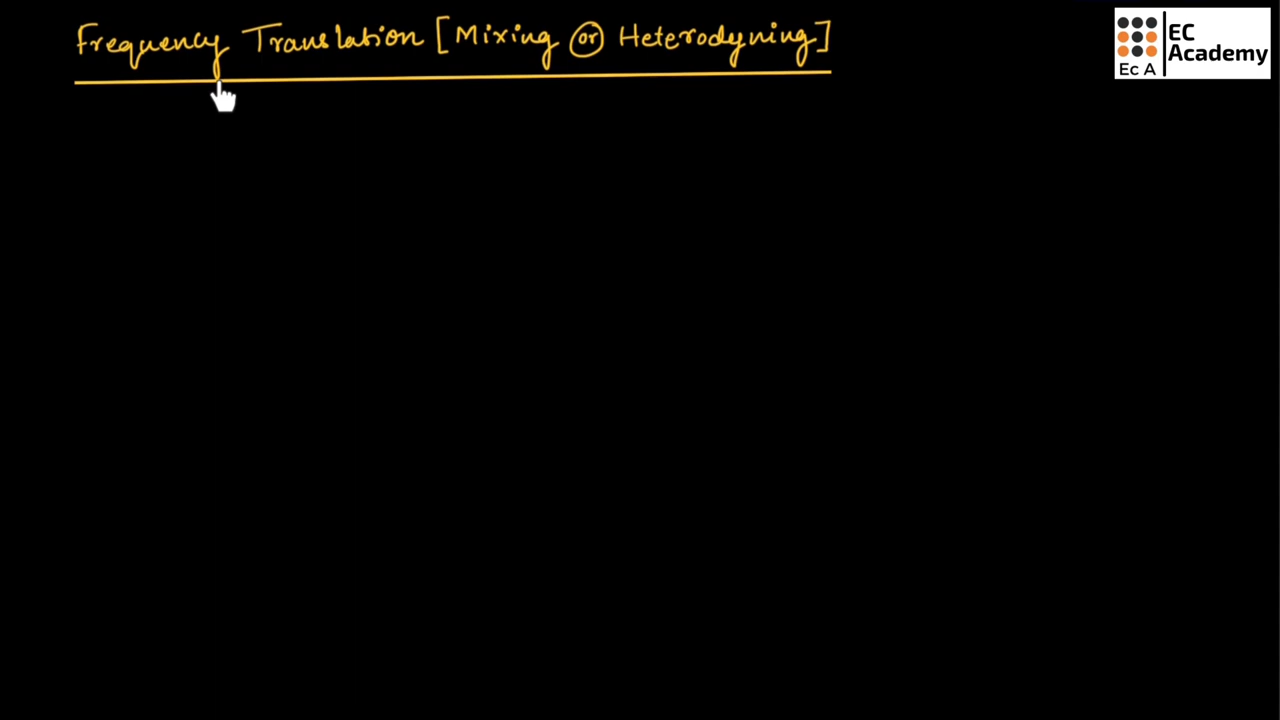 Frequency Translation [Mixing or Heterodyning]
EC
Academy
Ec A